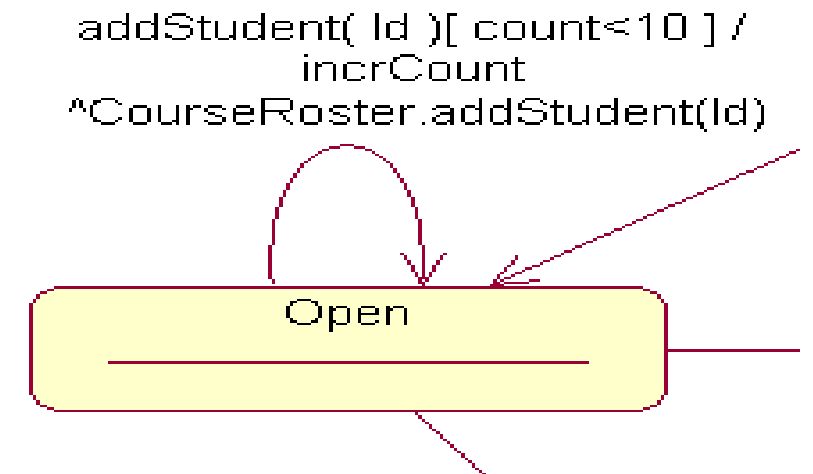 addStudent( Id )[ count<10 ] /
incrCount
^CourseRoster.addStudent(Id)
Open